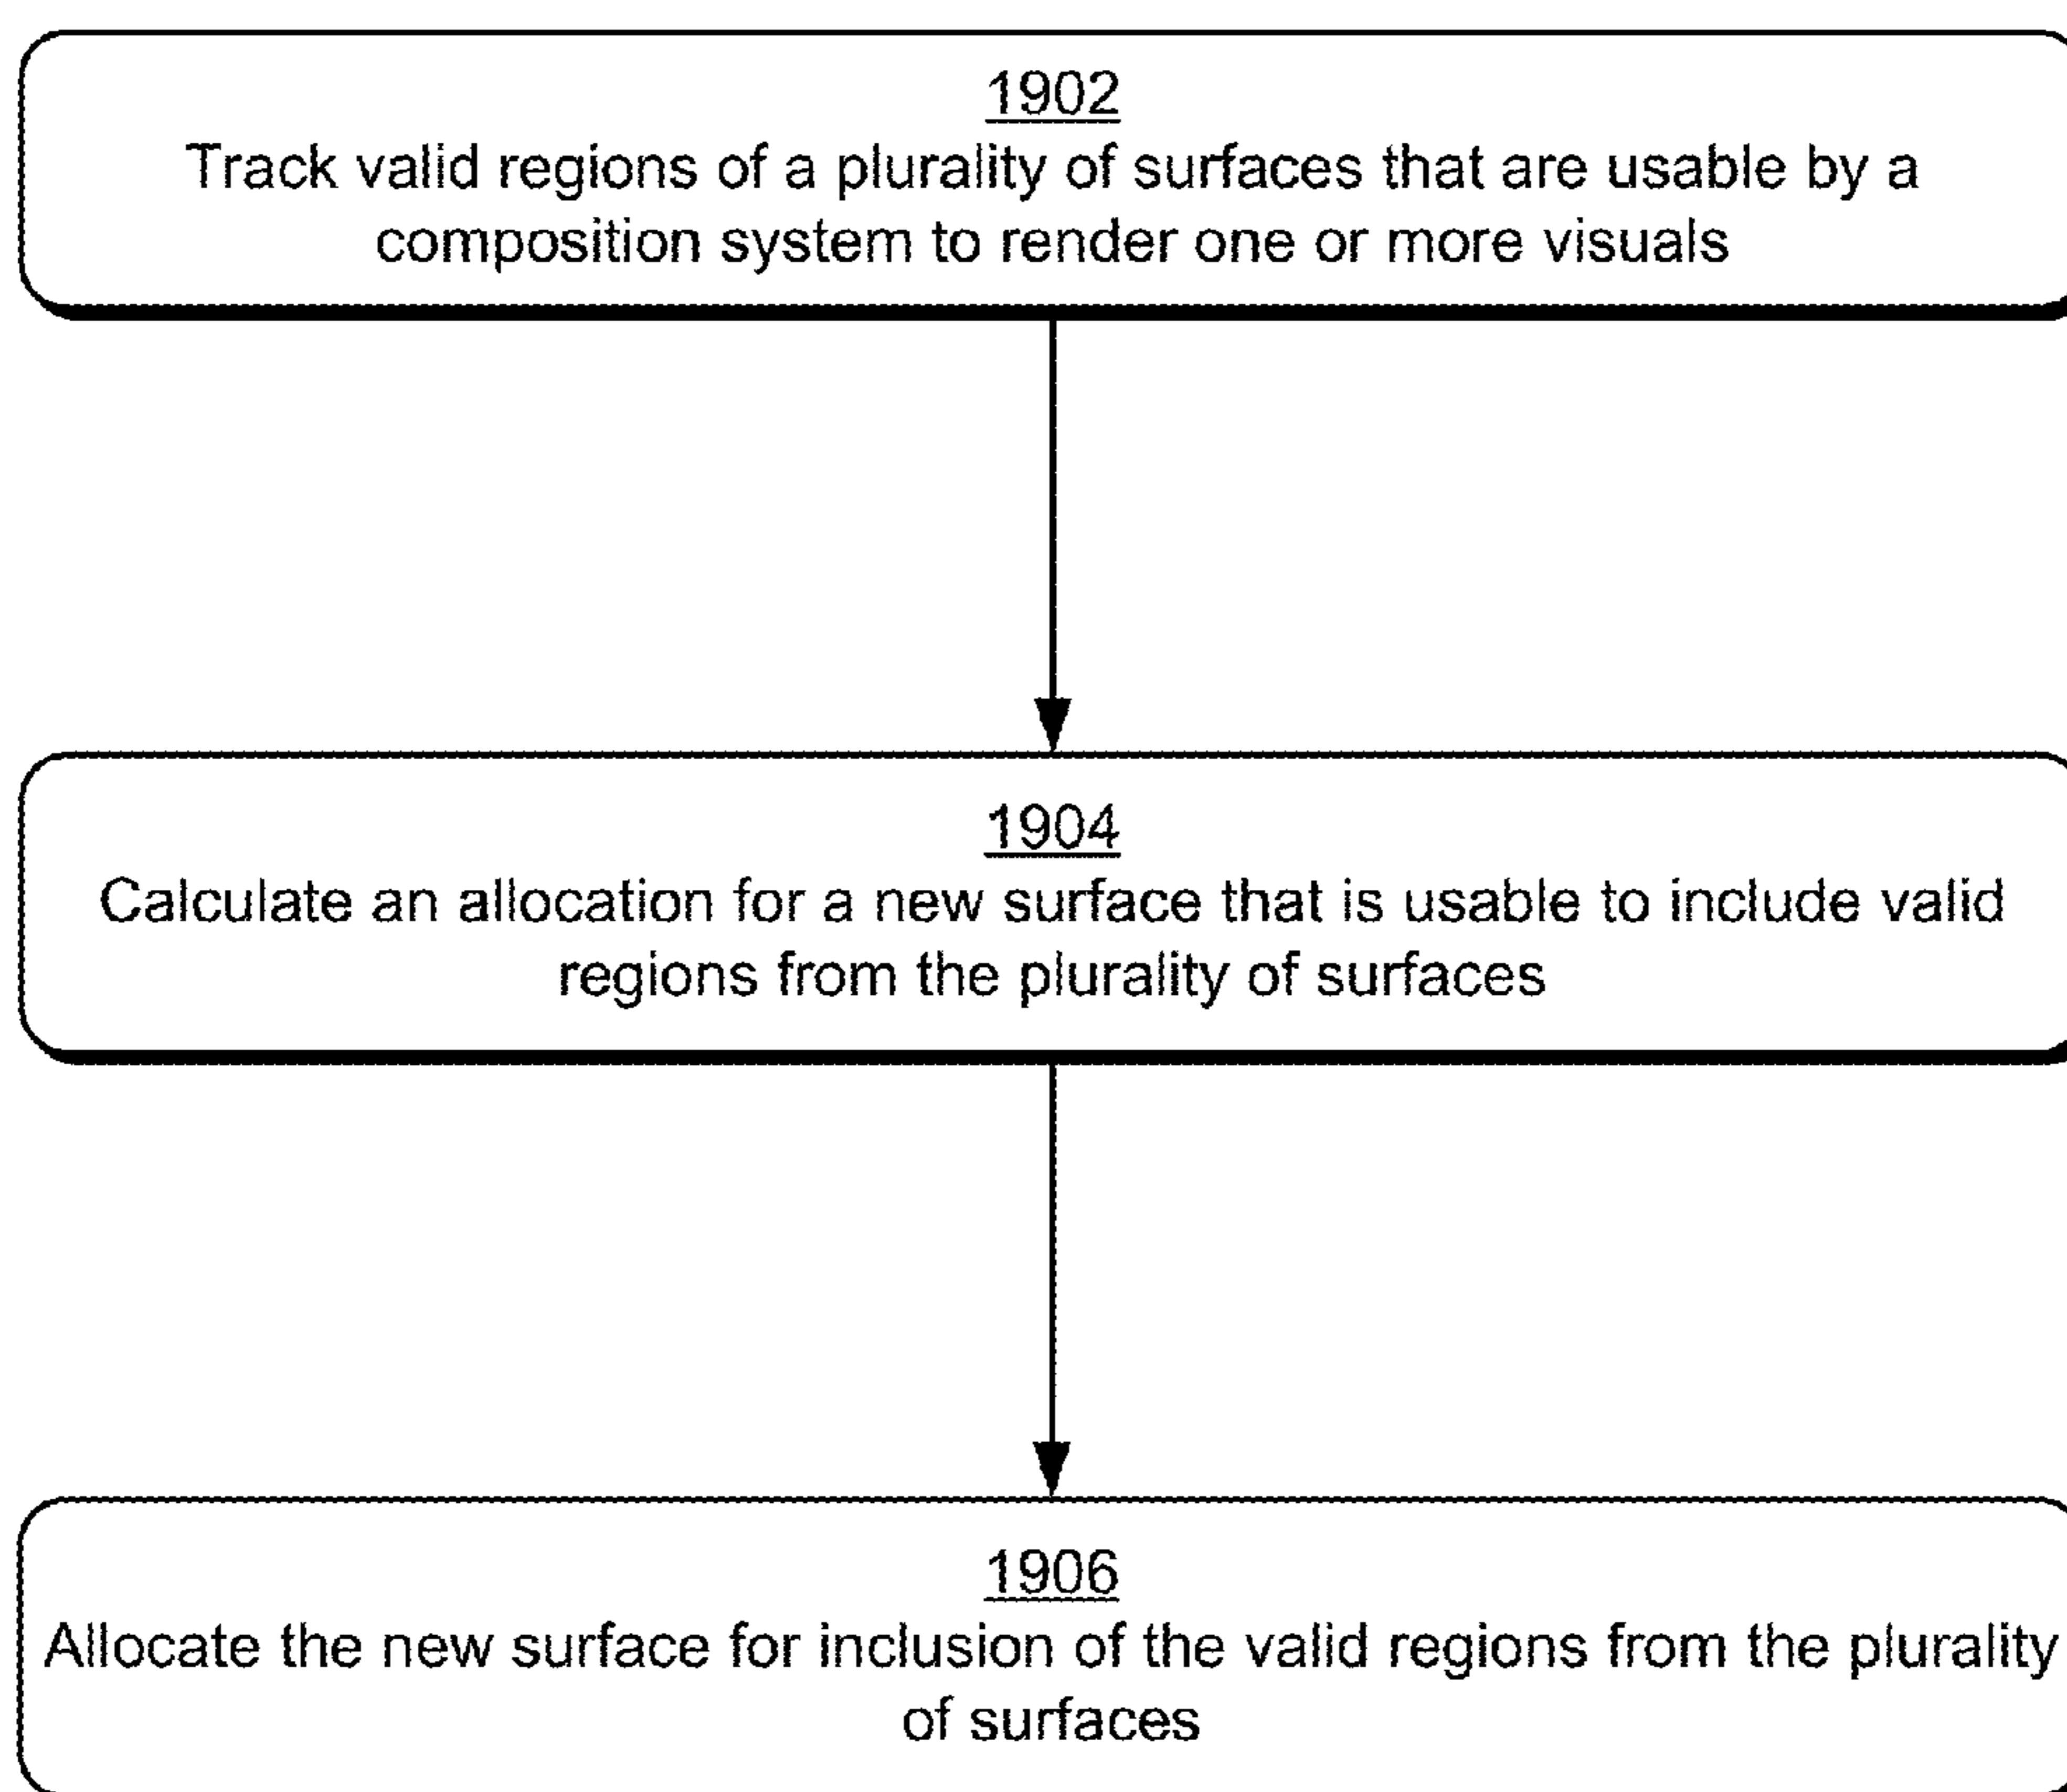 1902
Track valid regions of a plurality of surfaces that are usable by a
composition system to render one or more visuals
1904
Calculate an allocation for a new surface that is usable to include valid
regions from the plurality of surfaces
1906
Allocate the new surface for inclusion of the valid regions from the plurality
of surfaces